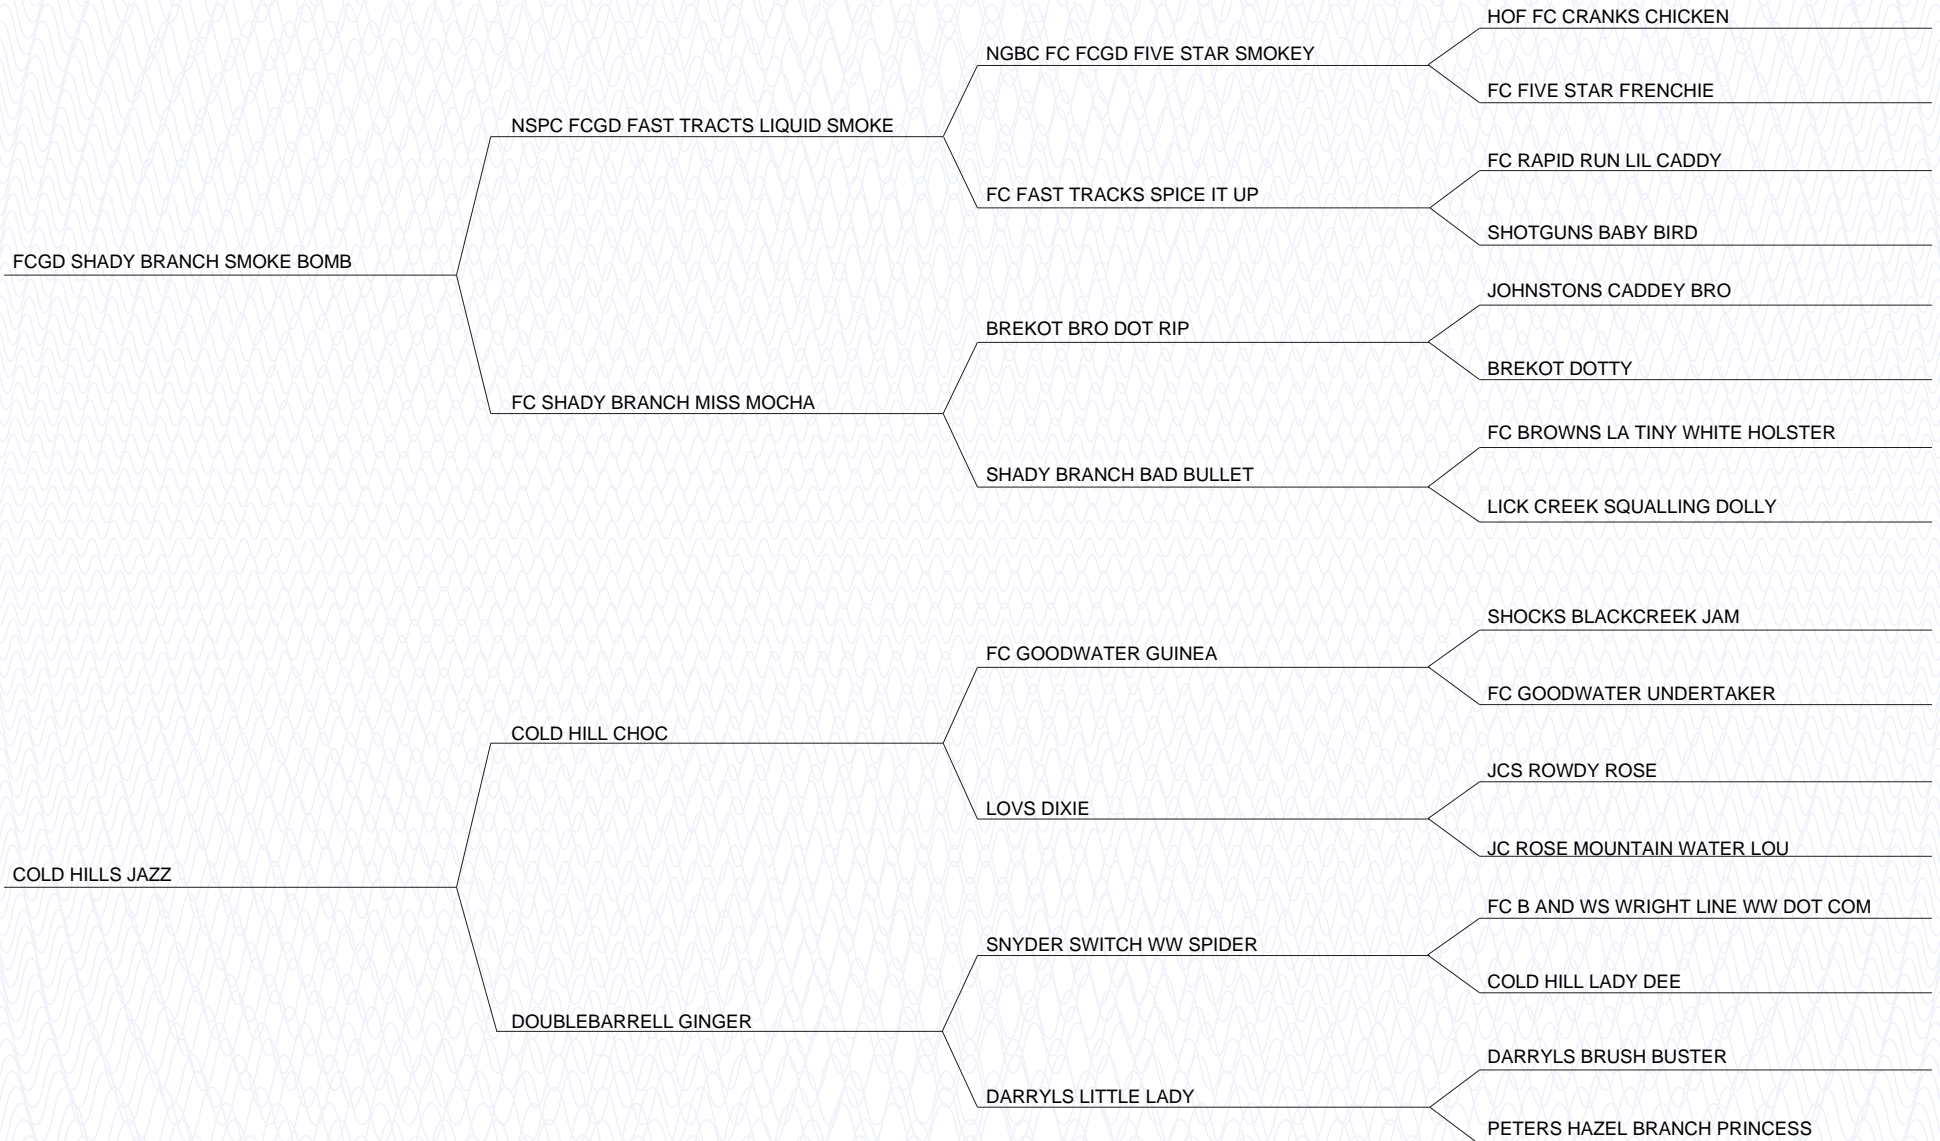 HOF FC CRANKS CHICKEN
NGBC FC FCGD FIVE STAR SMOKEY
FC FIVE STAR FRENCHIE
NSPC FCGD FAST TRACTS LIQUID SMOKE
FC RAPID RUN LIL CADDY
FC FAST TRACKS SPICE IT UP
SHOTGUNS BABY BIRD
FCGD SHADY BRANCH SMOKE BOMB
JOHNSTONS CADDEY BRO
BREKOT BRO DOT RIP
BREKOT DOTTY
FC SHADY BRANCH MISS MOCHA
FC BROWNS LA TINY WHITE HOLSTER
SHADY BRANCH BAD BULLET
LICK CREEK SQUALLING DOLLY
SHOCKS BLACKCREEK JAM
FC GOODWATER GUINEA
FC GOODWATER UNDERTAKER
COLD HILL CHOC
JCS ROWDY ROSE
LOVS DIXIE
JC ROSE MOUNTAIN WATER LOU
COLD HILLS JAZZ
FC B AND WS WRIGHT LINE WW DOT COM
SNYDER SWITCH WW SPIDER
COLD HILL LADY DEE
DOUBLEBARRELL GINGER
DARRYLS BRUSH BUSTER
DARRYLS LITTLE LADY
PETERS HAZEL BRANCH PRINCESS